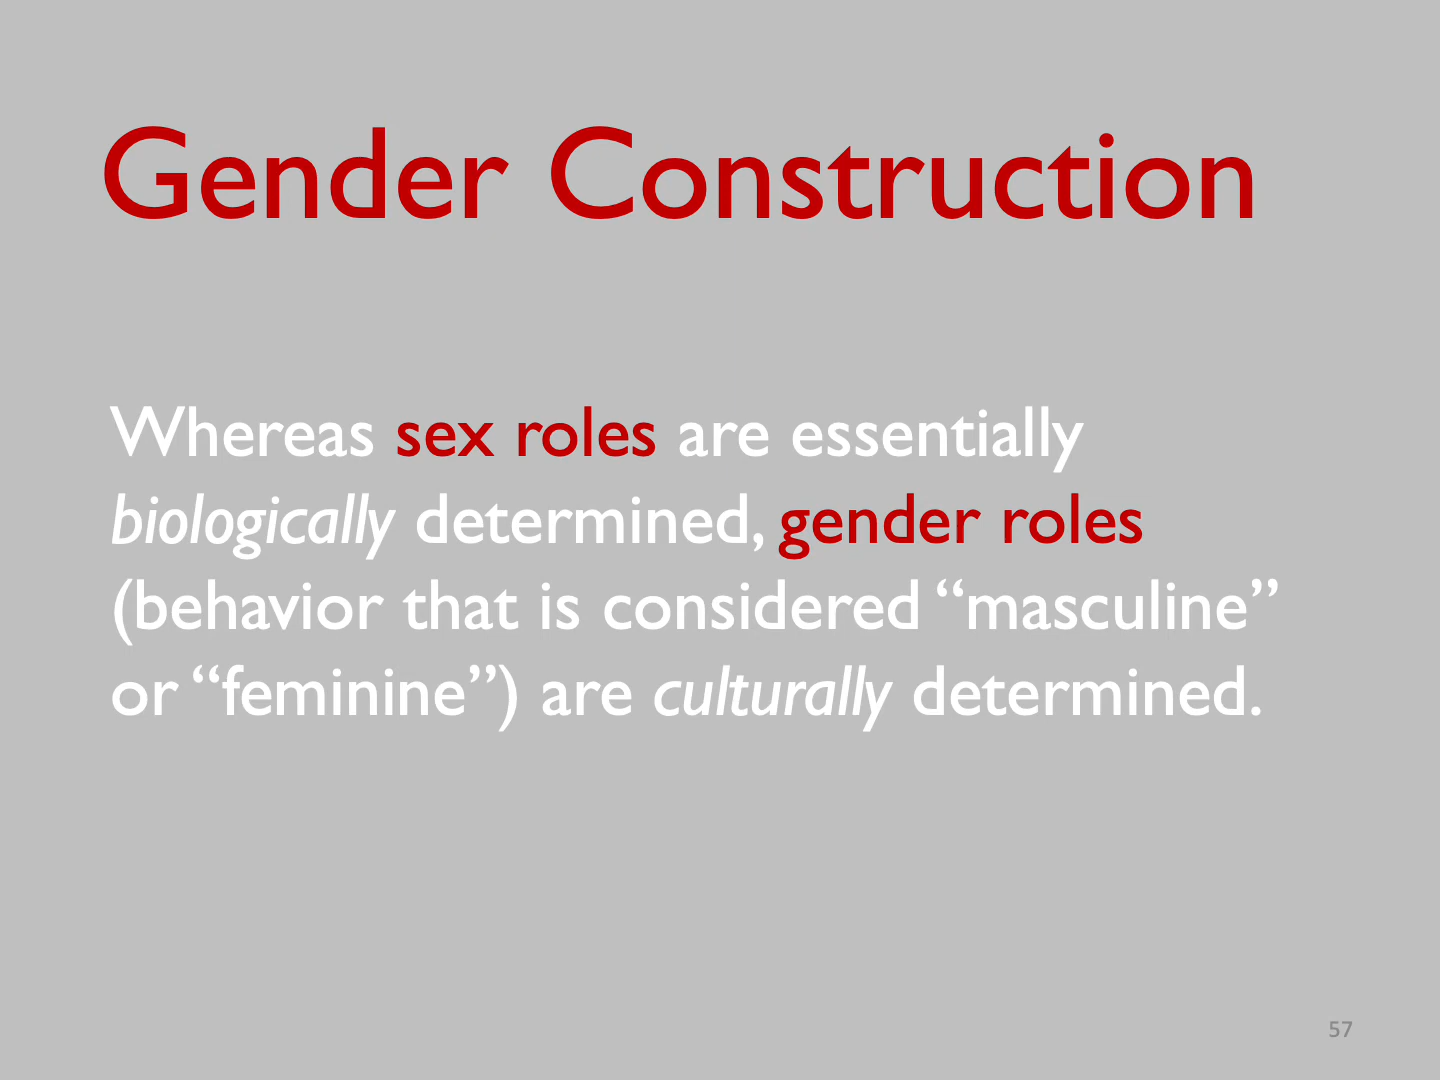 Gender Construction
Whereas sex roles are essentially
biologically determined, gender roles
(behavior that is considered “masculine”
or “feminine”) are culturally determined.
57